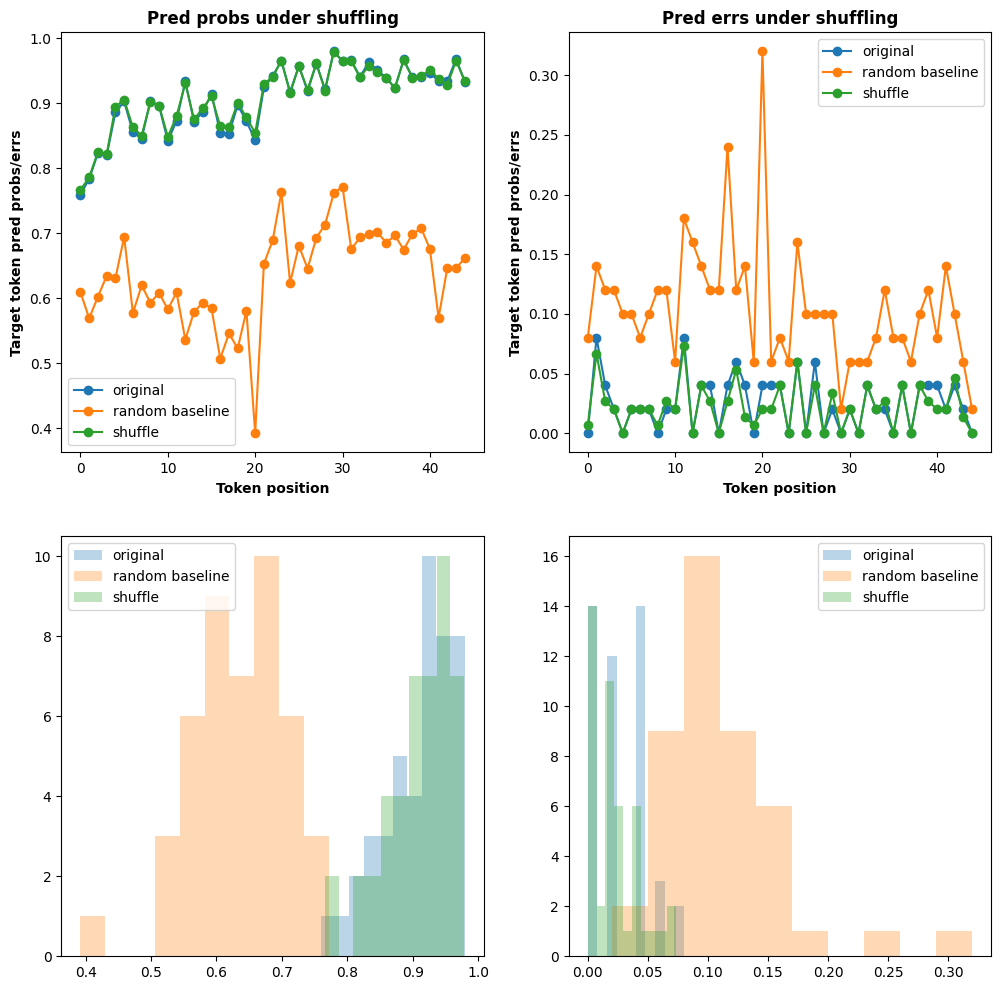 Pred probs under shuffling
Target token pred probs/errs
1.0
0.9
0.8
0.7
0.6
0.5
0.4
original
random baseline
shuffle
0 10 20 30 40
Token position
Pred errs under shuffling
Target token pred probs/errs
0.30
0.25
0.20
0.15
0.10
0.05
0.00
original
random baseline
shuffle
0 10 20 30 40
Token position
10
8
6
4
2
0
original
random baseline
shuffle
0.4 0.5 0.6 0.7 0.8 0.9 1.0
16
14
12
10
8
6
4
2
0
original
random baseline
shuffle
0.00 0.05 0.10 0.15 0.20 0.25 0.30